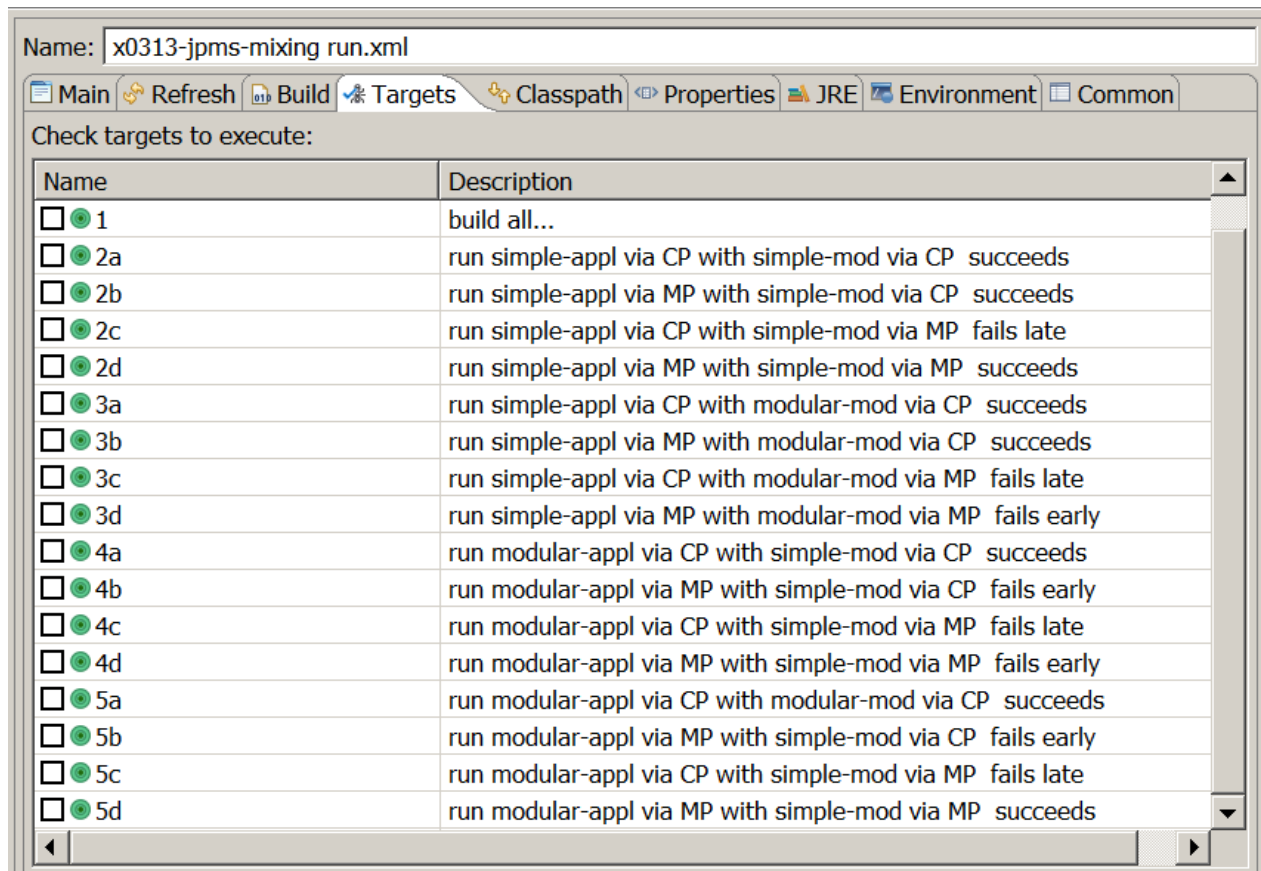 Name: x0313-jpms-mixing run.xml
Main Refresh Build Targets Classpath Properties JRE Environment Common
Check targets to execute:
Name Description
1 build all...
2a run simple-appl via CP with simple-mod via CP succeeds
2b run simple-appl via MP with simple-mod via CP succeeds
2c run simple-appl via CP with simple-mod via MP fails late
2d run simple-appl via MP with simple-mod via MP succeeds
3a run simple-appl via CP with modular-mod via CP succeeds
3b run simple-appl via MP with modular-mod via CP succeeds
3c run simple-appl via CP with modular-mod via MP fails late
3d run simple-appl via MP with modular-mod via MP fails early
4a run modular-appl via CP with simple-mod via CP succeeds
4b run modular-appl via MP with simple-mod via CP fails early
4c run modular-appl via CP with simple-mod via MP fails late
4d run modular-appl via MP with simple-mod via MP fails early
5a run modular-appl via CP with modular-mod via CP succeeds
5b run modular-appl via MP with simple-mod via CP fails early
5c run modular-appl via CP with simple-mod via MP fails late
5d run modular-appl via MP with simple-mod via MP succeeds